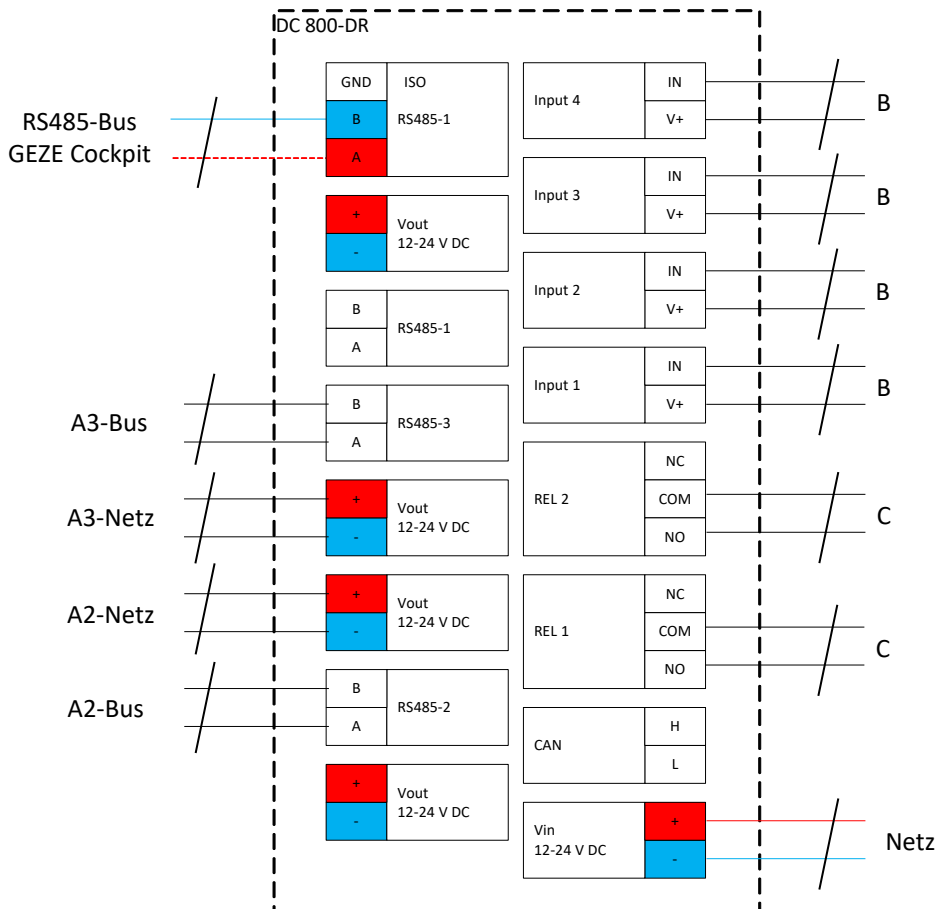 DC 800-DR
RS485-Bus
GEZE Cockpit
GND
B
A
ISO
RS485-1
+
-
Vout
12-24 V DC
B
A
RS485-1
A3-Bus
B
A
RS485-3
A3-Netz
+
-
Vout
12-24 V DC
A2-Netz
+
-
Vout
12-24 V DC
A2-Bus
B
A
RS485-2
+
-
Vout
12-24 V DC
Input 4
IN
V+
B
Input 3
IN
V+
B
Input 2
IN
V+
B
Input 1
IN
V+
B
REL 2
NC
COM
NO
C
REL 1
NC
COM
NO
C
CAN
H
L
Vin
12-24 V DC
+
-
Netz